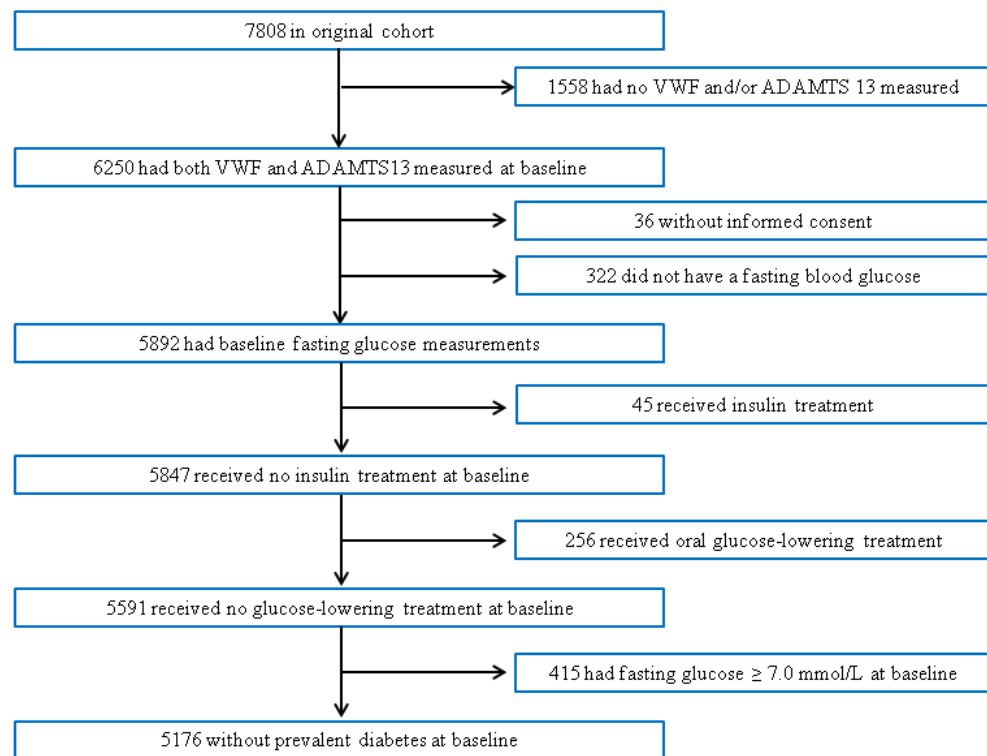 7808 in original cohort
1558 had no VWF and/or ADAMTS 13 measured
6250 had both VWF and ADAMTS13 measured at baseline
36 without informed consent
322 did not have a fasting blood glucose
5892 had baseline fasting glucose measurements
45 received insulin treatment
5847 received no insulin treatment at baseline
256 received oral glucose-lowering treatment
5591 received no glucose-lowering treatment at baseline
415 had fasting glucose ≥ 7.0 mmol/L at baseline
5176 without prevalent diabetes at baseline